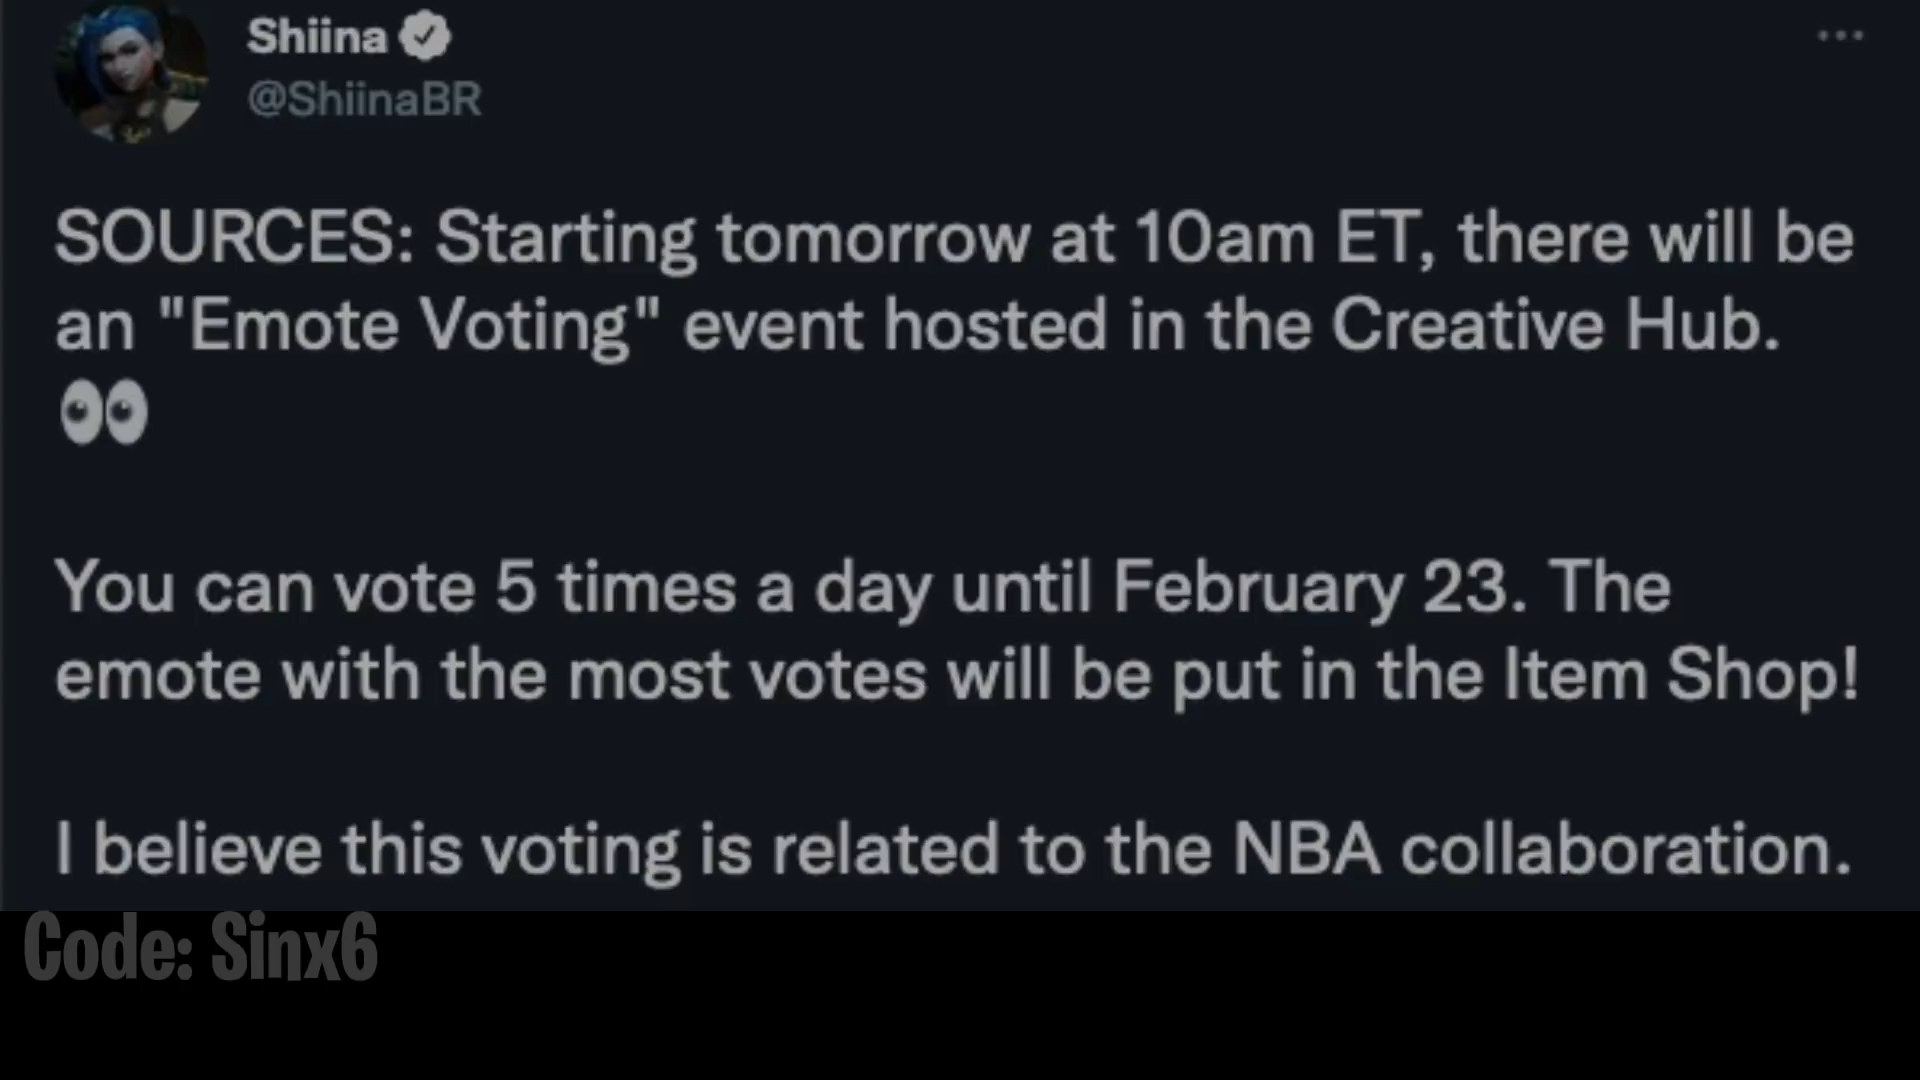 Shiina
@ShiinaBR
SOURCES: Starting tomorrow at 10am ET, there will be
an "Emote Voting" event hosted in the Creative Hub.
👀
You can vote 5 times a day until February 23. The
emote with the most votes will be put in the Item Shop!
I believe this voting is related to the NBA collaboration.
Code: Sinx6